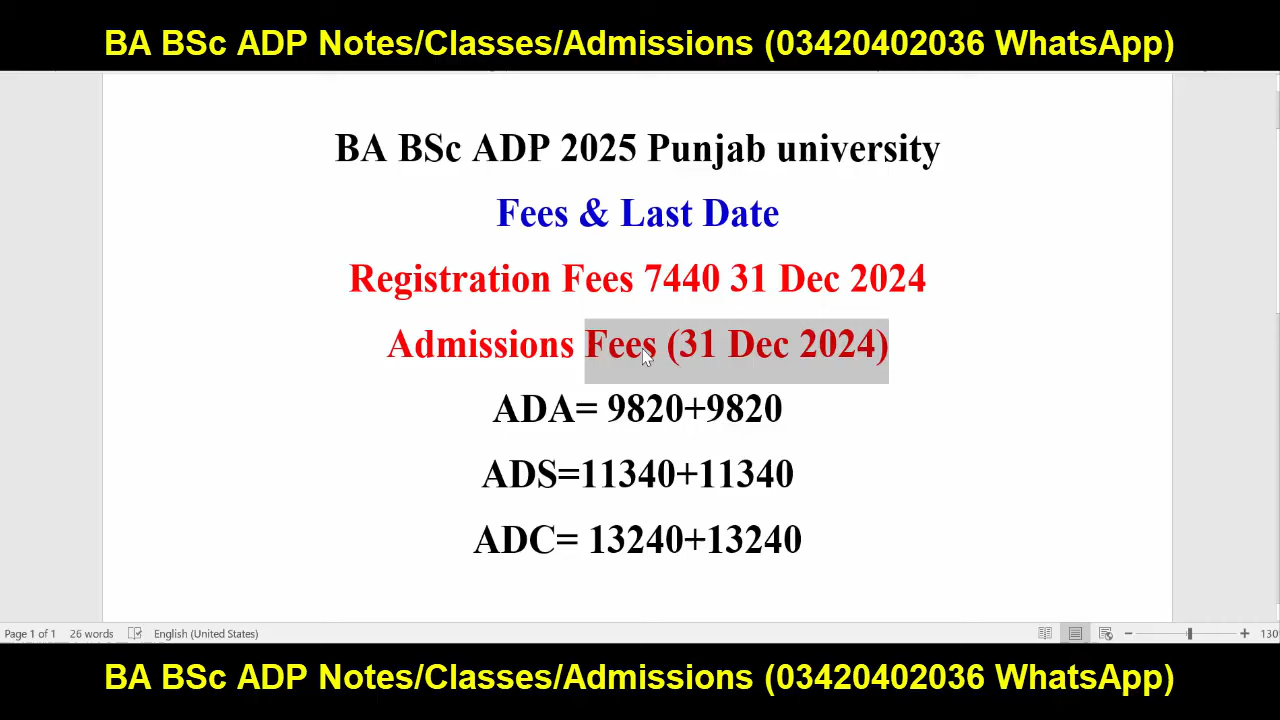 BA BSc ADP Notes/Classes/Admissions (03420402036 WhatsApp)
BA BSc ADP 2025 Punjab university
Fees & Last Date
Registration Fees 7440 31 Dec 2024
Admissions Fees (31 Dec 2024)
ADA= 9820+9820
ADS=11340+11340
ADC= 13240+13240
Page 1 of 1 26 words English (United States) 130
BA BSc ADP Notes/Classes/Admissions (03420402036 WhatsApp)